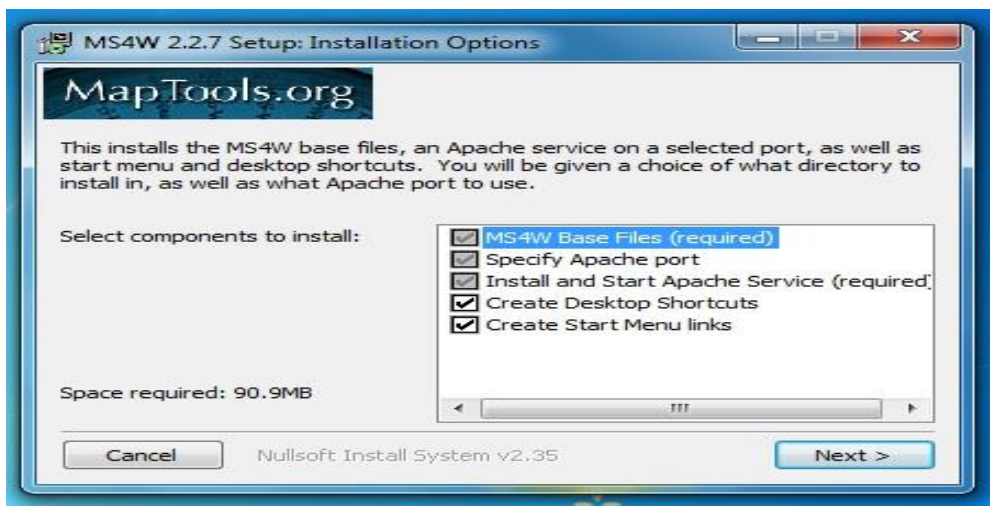 MS4W 2.2.7 Setup: Installation Options
MapTools.org
This installs the MS4W base files, an Apache service on a selected port, as well as
start menu and desktop shortcuts. You will be given a choice of what directory to
install in, as well as what Apache port to use.
Select components to install:
MS4W Base Files (required)
Specify Apache port
Install and Start Apache Service (required
Create Desktop Shortcuts
Create Start Menu links
Space required: 90.9MB
Cancel
Nullsoft Install System v2.35
Next >